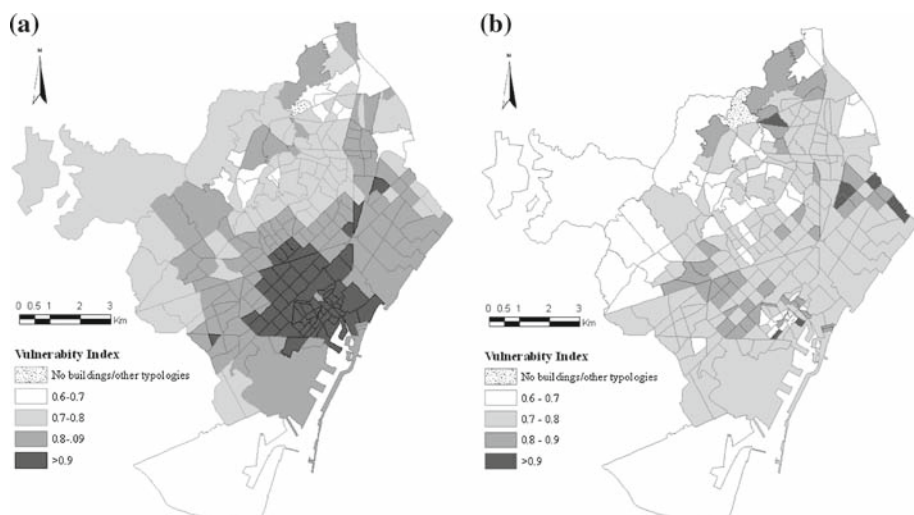 (a)
N
0 0.5 1 2 3
Km
Vulnerabity Index
No buildings/other typologies
0.6-0.7
0.7-0.8
0.8-.09
>0.9
(b)
N
0 0.5 1 2 3
Km
Vulnerabity Index
No buildings/other typologies
0.6 - 0.7
0.7 - 0.8
0.8 - 0.9
>0.9